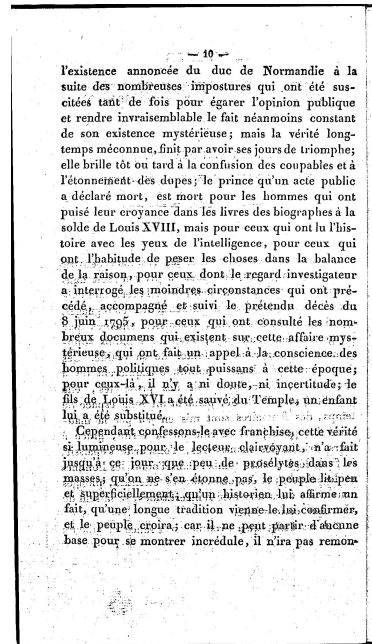 — 10 —
l'existence annoncée du duc de Normandie à la
suite des nombreuses impostures qui ont été sus-
citées tant de fois pour égarer l'opinion publique
et rendre invraisemblable le fait néanmoins constant
de son existence mystérieuse; mais la vérité long-
temps méconnue, finit par avoir ses jours de triomphe;
elle brille tôt ou tard à la confusion des coupables et à
l'étonnement des dupes; le prince qu'un acte public
a déclaré mort, est mort pour les hommes qui ont
puisé leur croyance dans les livres des biographes à la
solde de Louis XVIII, mais pour ceux qui ont lu l'his-
toire avec les yeux de l'intelligence, pour ceux qui
ont l'habitude de peser les choses dans la balance
de la raison, pour ceux dont le regard investigateur
a interrogé les moindres circonstances qui ont pré-
cédé, accompagné et suivi le prétendu décès du
8 juin 1795, pour ceux qui ont consulté les nom-
breux documens qui existent sur cette affaire mys-
térieuse, qui ont fait un appel à la conscience des
hommes politiques tout puissans à cette époque;
pour ceux-là, il n'y a ni doute, ni incertitude; le
fils de Louis XVI a été sauvé du Temple, un enfant
lui a été substitué.
Cependant confessons-le avec franchise, cette vérité
si lumineuse pour le lecteur clairvoyant, n'a fait
jusqu'à ce jour que peu de prosélytes dans les
masses; qu'on ne s'en étonne pas, le peuple lit peu
et superficiellement; qu'un historien lui affirme un
fait, qu'une longue tradition vienne le lui confirmer,
et le peuple croira; car il ne peut partir d'aucune
base pour se montrer incrédule, il n'ira pas remon-